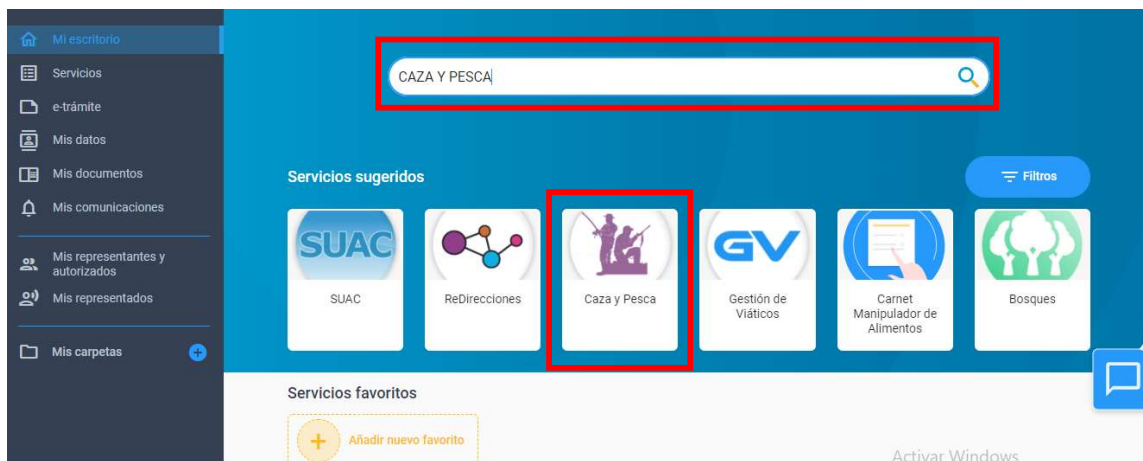 Mi escritorio
Servicios
e-trámite
Mis datos
Mis documentos
Mis comunicaciones
Mis representantes y
autorizados
Mis representados
Mis carpetas
CAZA Y PESCA
Servicios sugeridos
Filtros
SUAC
GV
SUAC
ReDirecciones
Caza y Pesca
Gestión de
Viáticos
Carnet
Manipulador de
Alimentos
Bosques
Servicios favoritos
Añadir nuevo favorito
Activar Windows